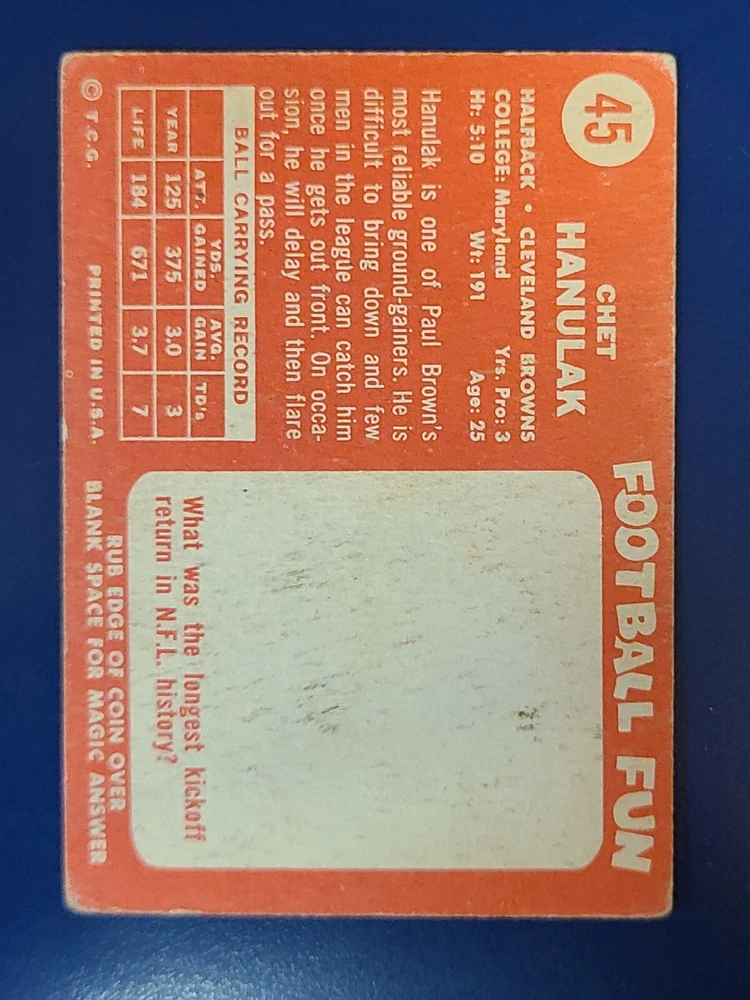 45
CHET
HANULAK
HALFBACK • CLEVELAND BROWNS
COLLEGE: Maryland Yrs. Pro: 3
Ht: 5:10 Wt: 191 Age: 25
Hanulak is one of Paul Brown's
most reliable ground-gainers. He is
difficult to bring down and few
men in the league can catch him
once he gets out front. On occa-
sion, he will delay and then flare
out for a pass.
BALL CARRYING RECORD
ATT. YDS. GAINED AVG. GAIN TD's
YEAR 125 375 3.0 3
LIFE 184 671 3.7 7
© T.C.G. PRINTED IN U.S.A.
FOOTBALL FUN
What was the longest kickoff
return in N.F.L. history?
RUB EDGE OF COIN OVER
BLANK SPACE FOR MAGIC ANSWER